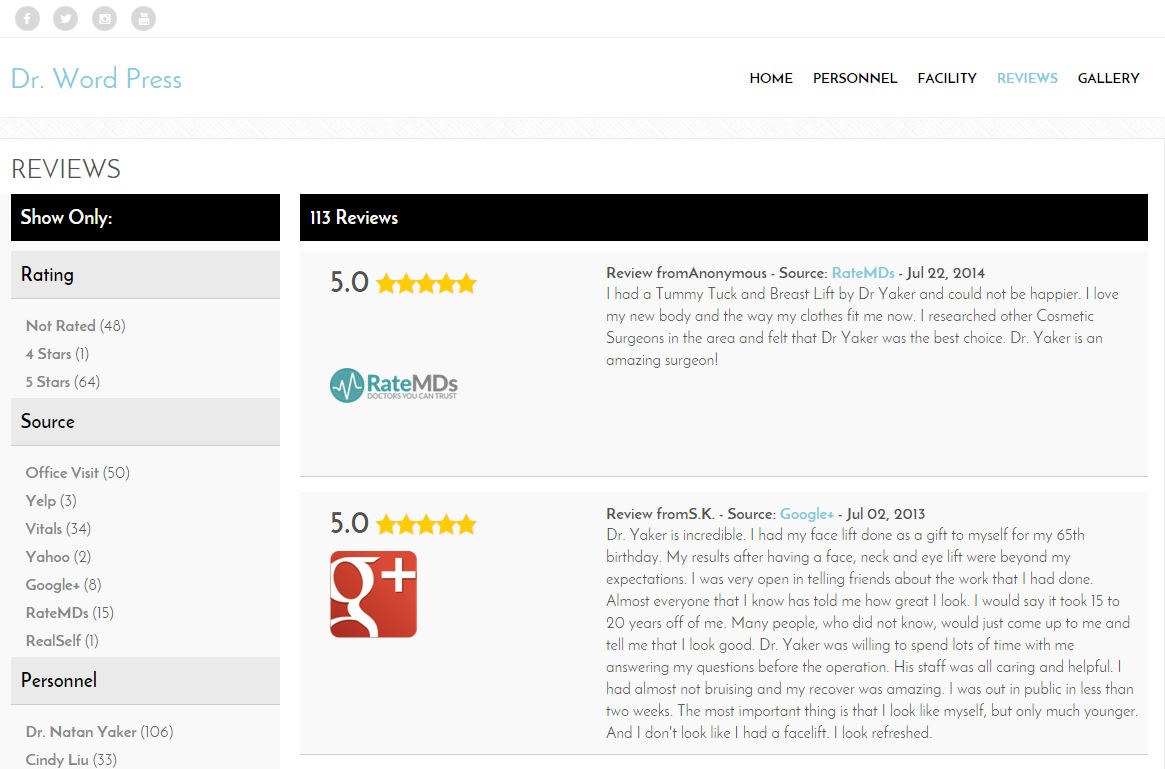 Dr. Word Press
HOME PERSONNEL FACILITY REVIEWS GALLERY
REVIEWS
Show Only:
Rating
Not Rated (48)
4 Stars (1)
5 Stars (64)
Source
Office Visit (50)
Yelp (3)
Vitals (34)
Yahoo (2)
Google+ (8)
RateMDs (15)
RealSelf (1)
Personnel
Dr. Natan Yaker (106)
Cindy Liu (33)
113 Reviews
5.0
RateMDs
DOCTORS YOU CAN TRUST
Review fromAnonymous - Source: RateMDs - Jul 22, 2014
I had a Tummy Tuck and Breast Lift by Dr Yaker and could not be happier. I love
my new body and the way my clothes fit me now. I researched other Cosmetic
Surgeons in the area and felt that Dr Yaker was the best choice. Dr. Yaker is an
amazing surgeon!
5.0
g+
Review fromS.K. - Source: Google+ - Jul 02, 2013
Dr. Yaker is incredible. I had my face lift done as a gift to myself for my 65th
birthday. My results after having a face, neck and eye lift were beyond my
expectations. I was very open in telling friends about the work that I had done.
Almost everyone that I know has told me how great I look. I would say it took 15 to
20 years off of me. Many people, who did not know, would just come up to me and
tell me that I look good. Dr. Yaker was willing to spend lots of time with me
answering my questions before the operation. His staff was all caring and helpful. I
had almost not bruising and my recover was amazing. I was out in public in less than
two weeks. The most important thing is that I look like myself, but only much younger.
And I don't look like I had a facelift. I look refreshed.